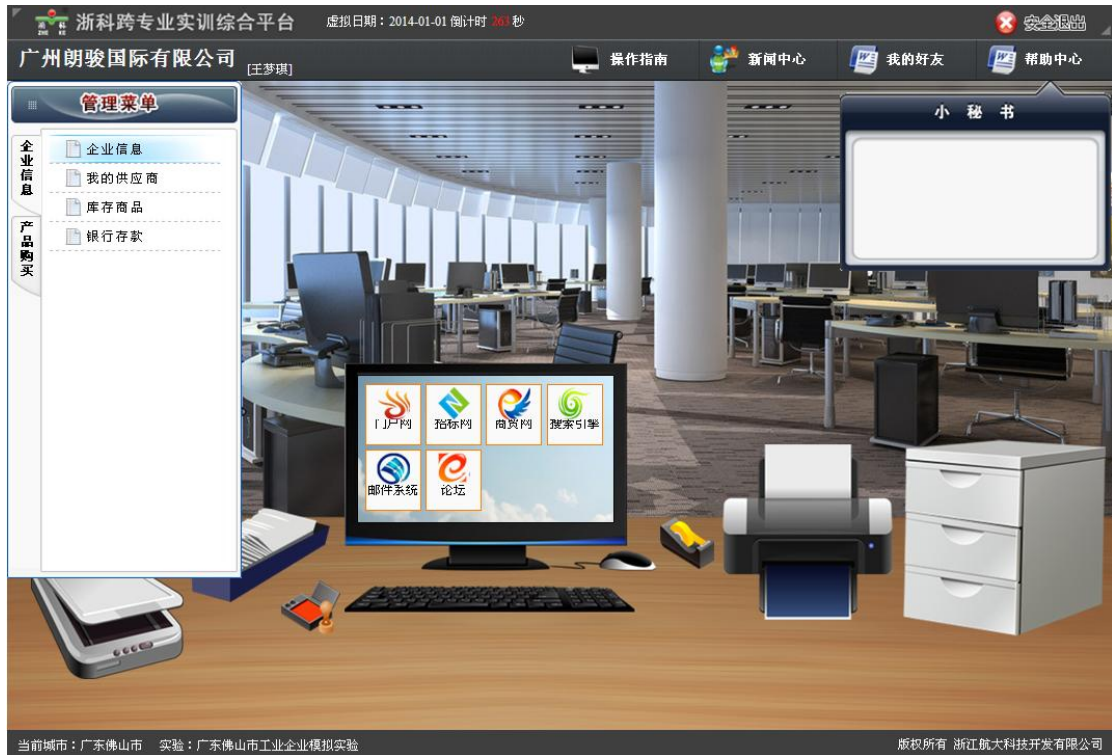 浙科
ZHE KE
浙科跨专业实训综合平台 虚拟日期：2014-01-01 倒计时 263 秒 安全退出
广州朗骏国际有限公司 [王梦琪] 操作指南 新闻中心 我的好友 帮助中心
管理菜单
小 秘 书
企业信息
产品购买
企业信息
我的供应商
库存商品
银行存款
门户网 招标网 商贸网 搜索引擎
邮件系统 论坛
当前城市：广东佛山市 实验：广东佛山市工业企业模拟实验 版权所有 浙江航大科技开发有限公司